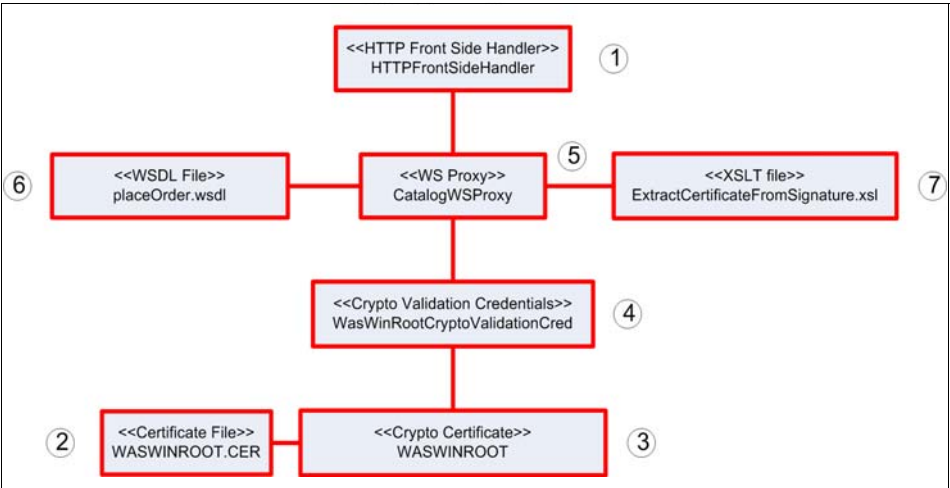 <<HTTP Front Side Handler>>
HTTPFrontSideHandler
1
6
<<WSDL File>>
placeOrder.wsdl
<<WS Proxy>>
CatalogWSProxy
5
<<XSLT file>>
ExtractCertificateFromSignature.xsl
7
<<Crypto Validation Credentials>>
WasWinRootCryptoValidationCred
4
2
<<Certificate File>>
WASWINROOT.CER
<<Crypto Certificate>>
WASWINROOT
3